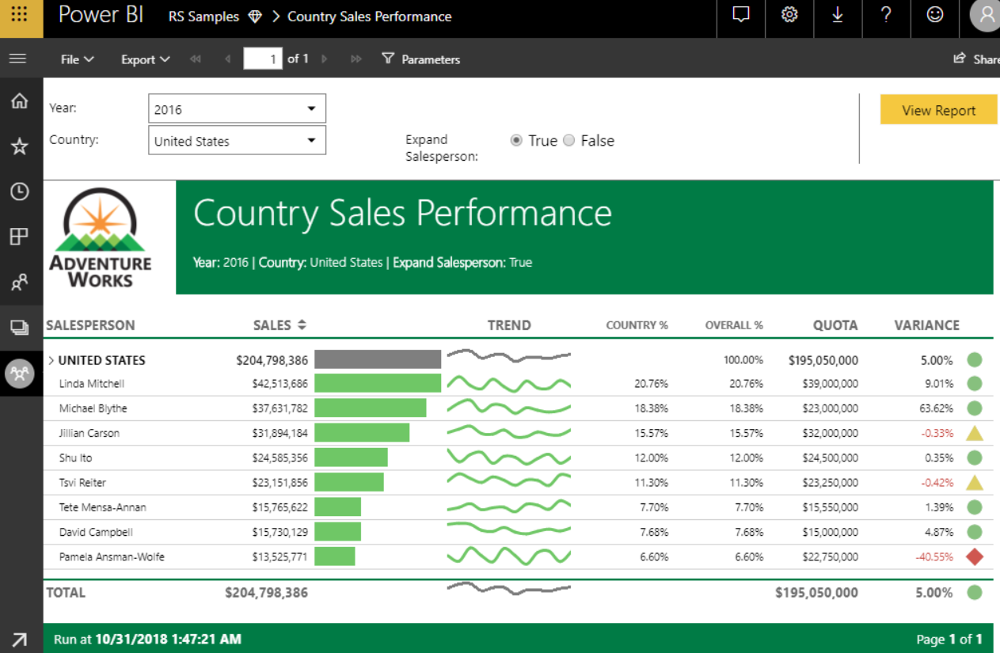 Power BI RS Samples > Country Sales Performance ?
File Export 1 of 1 Parameters Share
Year: 2016 View Report
Country: United States Expand Salesperson: True False
ADVENTURE WORKS
Country Sales Performance
Year: 2016 | Country: United States | Expand Salesperson: True
SALESPERSON SALES TREND COUNTRY % OVERALL % QUOTA VARIANCE
> UNITED STATES $204,798,386 100.00% $195,050,000 5.00%
Linda Mitchell $42,513,686 20.76% 20.76% $39,000,000 9.01%
Michael Blythe $37,631,782 18.38% 18.38% $23,000,000 63.62%
Jillian Carson $31,894,184 15.57% 15.57% $32,000,000 -0.33%
Shu Ito $24,585,356 12.00% 12.00% $24,500,000 0.35%
Tsvi Reiter $23,151,856 11.30% 11.30% $23,250,000 -0.42%
Tete Mensa-Annan $15,765,622 7.70% 7.70% $15,550,000 1.39%
David Campbell $15,730,129 7.68% 7.68% $15,000,000 4.87%
Pamela Ansman-Wolfe $13,525,771 6.60% 6.60% $22,750,000 -40.55%
TOTAL $204,798,386 $195,050,000 5.00%
Run at 10/31/2018 1:47:21 AM Page 1 of 1